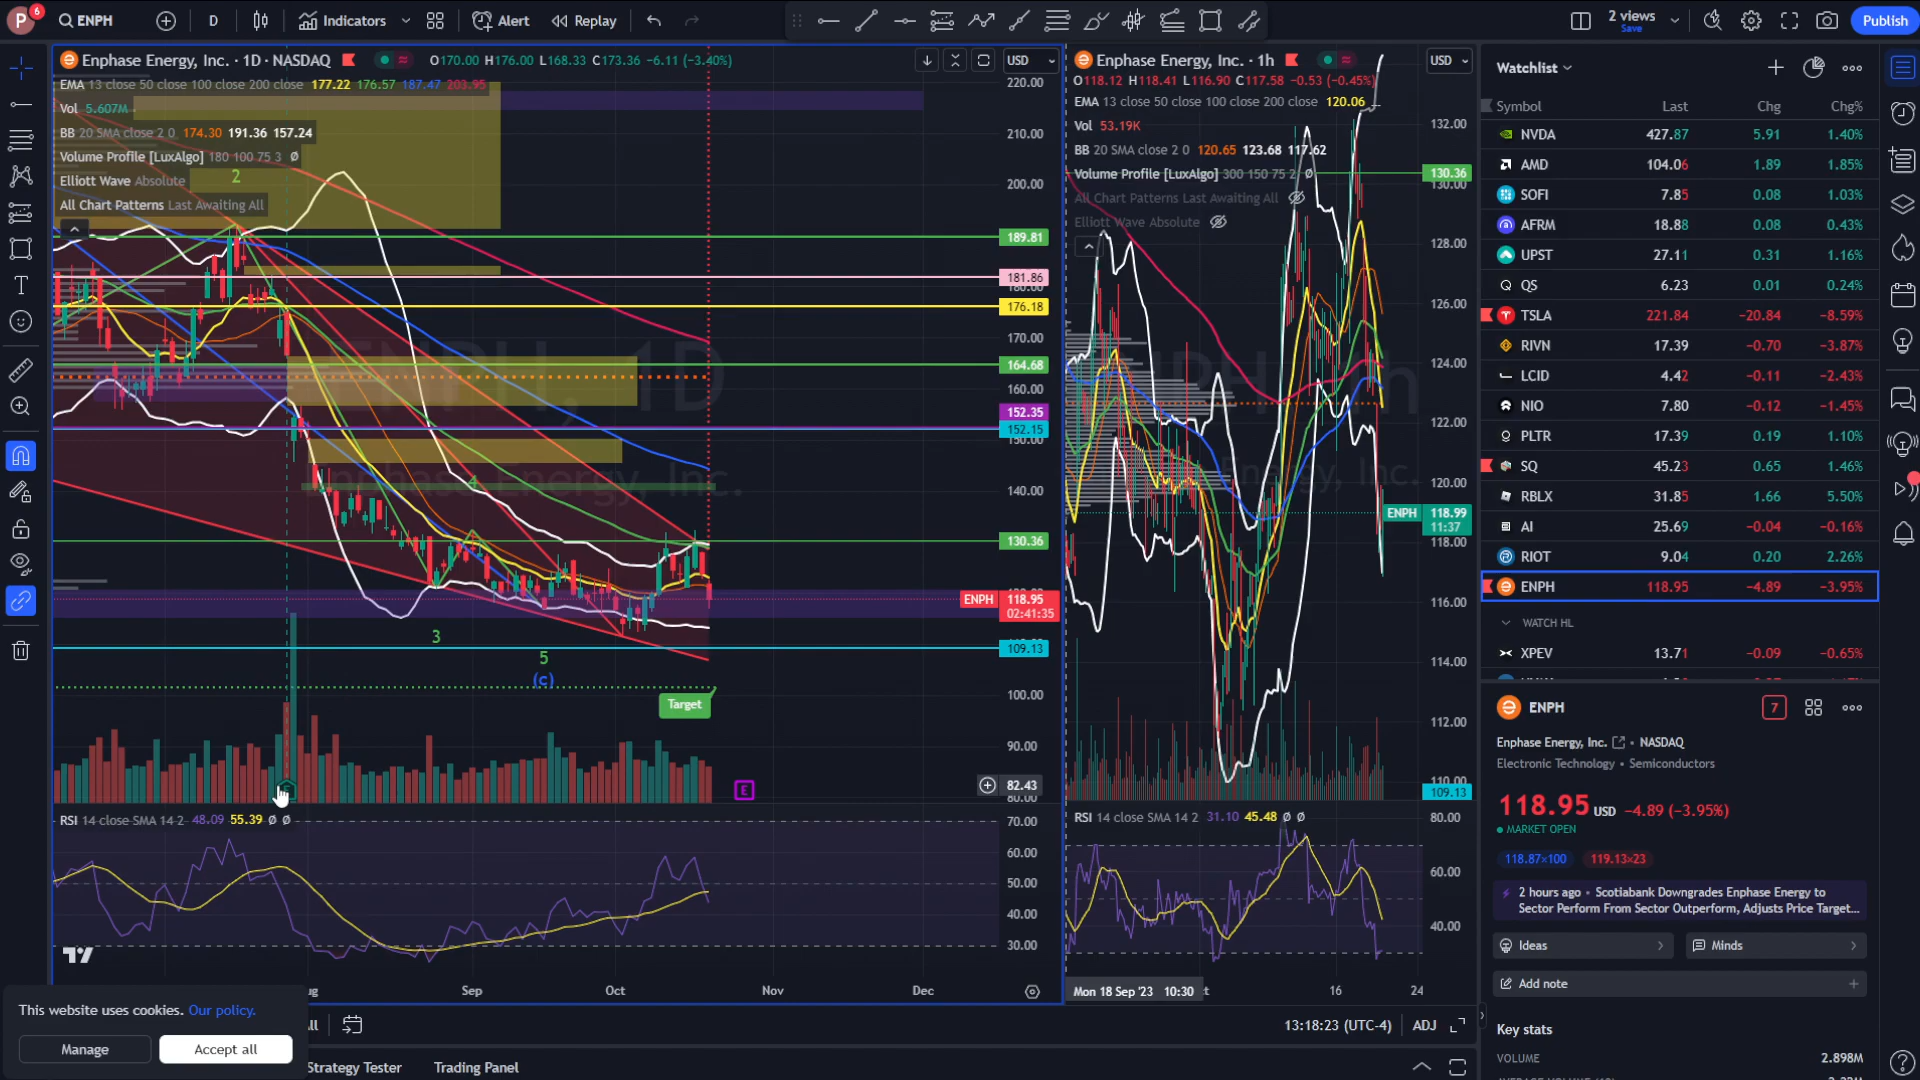 P
6
ENPH
D
Indicators
Alert
Replay
2 views
Save
Publish
Enphase Energy, Inc. · 1D · NASDAQ
O170.00 H176.00 L168.33 C173.36 −6.11 (−3.40%)
USD
EMA 13 close 50 close 100 close 200 close 177.22 176.57 187.47 203.95
Vol 5.607M
BB 20 SMA close 2 0 174.30 191.36 157.24
Volume Profile [LuxAlgo] 180 100 75 3 Ø
Elliott Wave Absolute
All Chart Patterns Last Awaiting All
2
4
3
5
(c)
Target
E
ENPH, 1D
Enphase Energy, Inc.
220.00
210.00
200.00
189.81
181.86
180.00
176.18
170.00
164.68
160.00
152.35
152.15
150.00
140.00
130.36
ENPH 118.95
02:41:35
109.13
100.00
90.00
82.43
80.00
RSI 14 close SMA 14 2 48.09 55.39 Ø Ø
70.00
60.00
50.00
40.00
30.00
Sep
Oct
Nov
Dec
Enphase Energy, Inc. · 1h
USD
O118.12 H118.41 L116.90 C117.58 −0.53 (−0.45%)
EMA 13 close 50 close 100 close 200 close 120.06
Vol 53.19K
BB 20 SMA close 2 0 120.65 123.68 117.62
Volume Profile [LuxAlgo] 300 150 75 2 Ø
All Chart Patterns Last Awaiting All
Elliott Wave Absolute
132.00
130.36
130.00
128.00
126.00
124.00
122.00
120.00
ENPH 118.99
11:37
118.00
116.00
114.00
112.00
110.00
109.13
RSI 14 close SMA 14 2 31.10 45.48 Ø Ø
80.00
60.00
40.00
Mon 18 Sep '23 10:30
16
24
13:18:23 (UTC-4)
ADJ
This website uses cookies. Our policy.
Manage
Accept all
Strategy Tester
Trading Panel
Watchlist
Symbol Last Chg Chg%
NVDA 427.87 5.91 1.40%
AMD 104.06 1.89 1.85%
SOFI 7.85 0.08 1.03%
AFRM 18.88 0.08 0.43%
UPST 27.11 0.31 1.16%
QS 6.23 0.01 0.24%
TSLA 221.84 −20.84 −8.59%
RIVN 17.39 −0.70 −3.87%
LCID 4.42 −0.11 −2.43%
NIO 7.80 −0.12 −1.45%
PLTR 17.39 0.19 1.10%
SQ 45.23 0.65 1.46%
RBLX 31.85 1.66 5.50%
AI 25.69 −0.04 −0.16%
RIOT 9.04 0.20 2.26%
ENPH 118.95 −4.89 −3.95%
WATCH HL
XPEV 13.71 −0.09 −0.65%
ENPH
7
Enphase Energy, Inc. • NASDAQ
Electronic Technology • Semiconductors
118.95 USD −4.89 (−3.95%)
MARKET OPEN
118.87×100 119.13×23
2 hours ago • Scotiabank Downgrades Enphase Energy to
Sector Perform From Sector Outperform, Adjusts Price Target...
Ideas
Minds
Add note
Key stats
VOLUME 2.898M